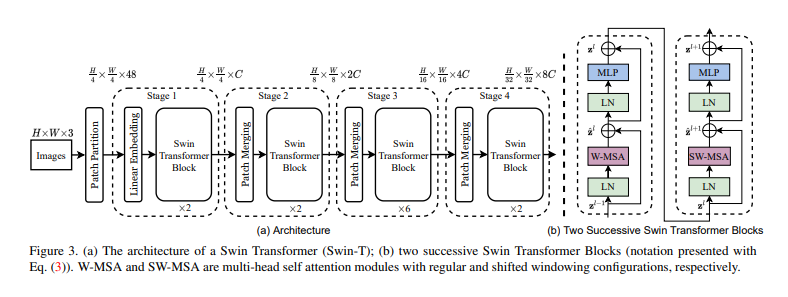 H/4 × W/4 × 48
H/4 × W/4 × C
H/8 × W/8 × 2C
H/16 × W/16 × 4C
H/32 × W/32 × 8C
Stage 1
Stage 2
Stage 3
Stage 4
H×W×3
Images
Patch Partition
Linear Embedding
Swin
Transformer
Block
×2
Patch Merging
Swin
Transformer
Block
×2
Patch Merging
Swin
Transformer
Block
×6
Patch Merging
Swin
Transformer
Block
×2
(a) Architecture
z^l
MLP
LN
ẑ^l
W-MSA
LN
z^{l-1}
z^{l+1}
MLP
LN
ẑ^{l+1}
SW-MSA
LN
z^l
(b) Two Successive Swin Transformer Blocks
Figure 3. (a) The architecture of a Swin Transformer (Swin-T); (b) two successive Swin Transformer Blocks (notation presented with
Eq. (3)). W-MSA and SW-MSA are multi-head self attention modules with regular and shifted windowing configurations, respectively.